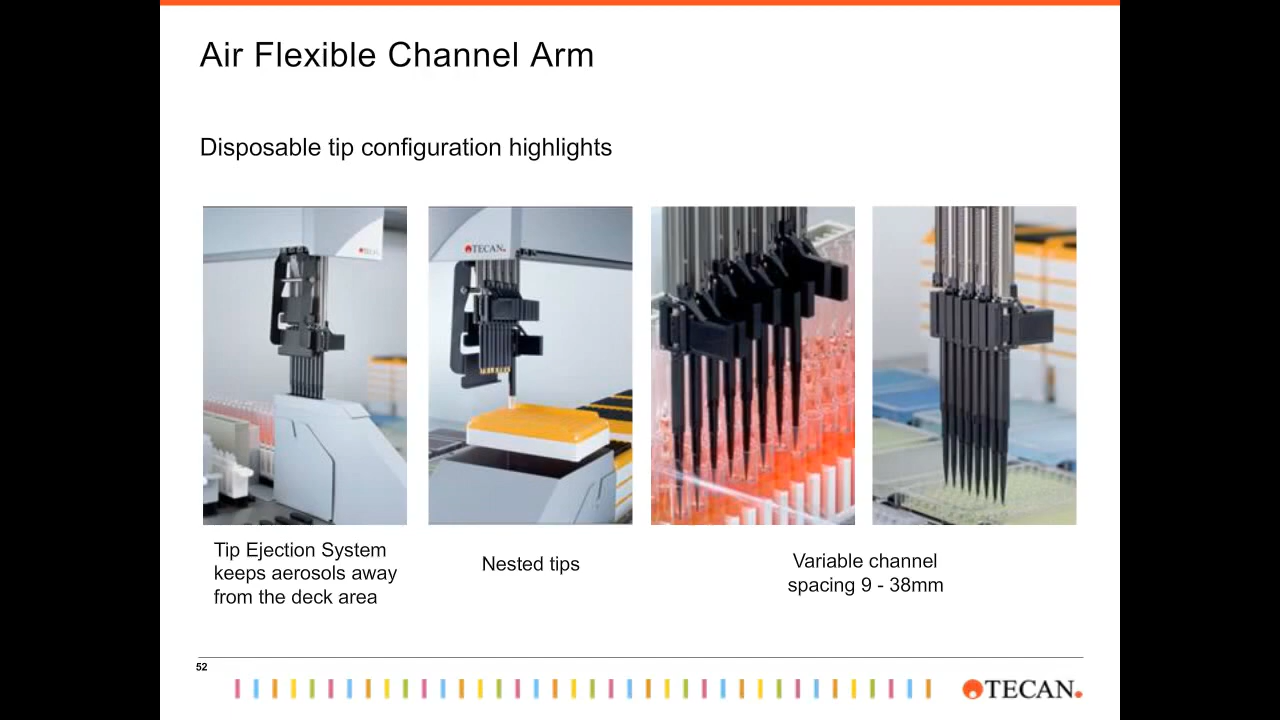 Air Flexible Channel Arm
Disposable tip configuration highlights
TECAN.
Tip Ejection System
keeps aerosols away
from the deck area
Nested tips
Variable channel
spacing 9 - 38mm
52
TECAN.